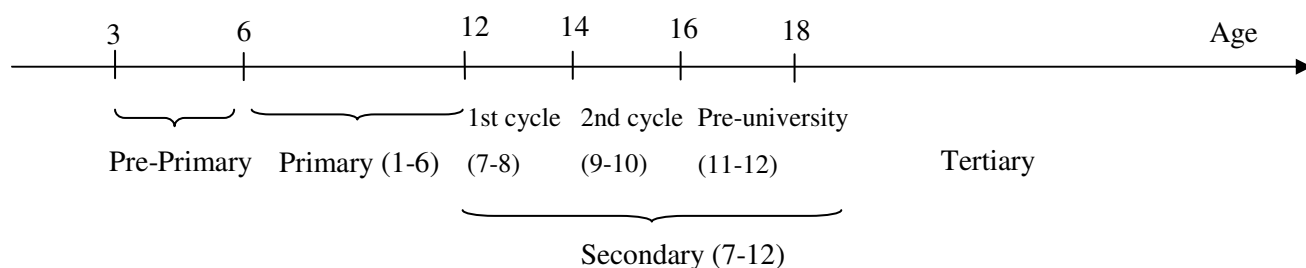 3 6 12 14 16 18 Age
1st cycle 2nd cycle Pre-university
Pre-Primary Primary (1-6) (7-8) (9-10) (11-12) Tertiary
Secondary (7-12)